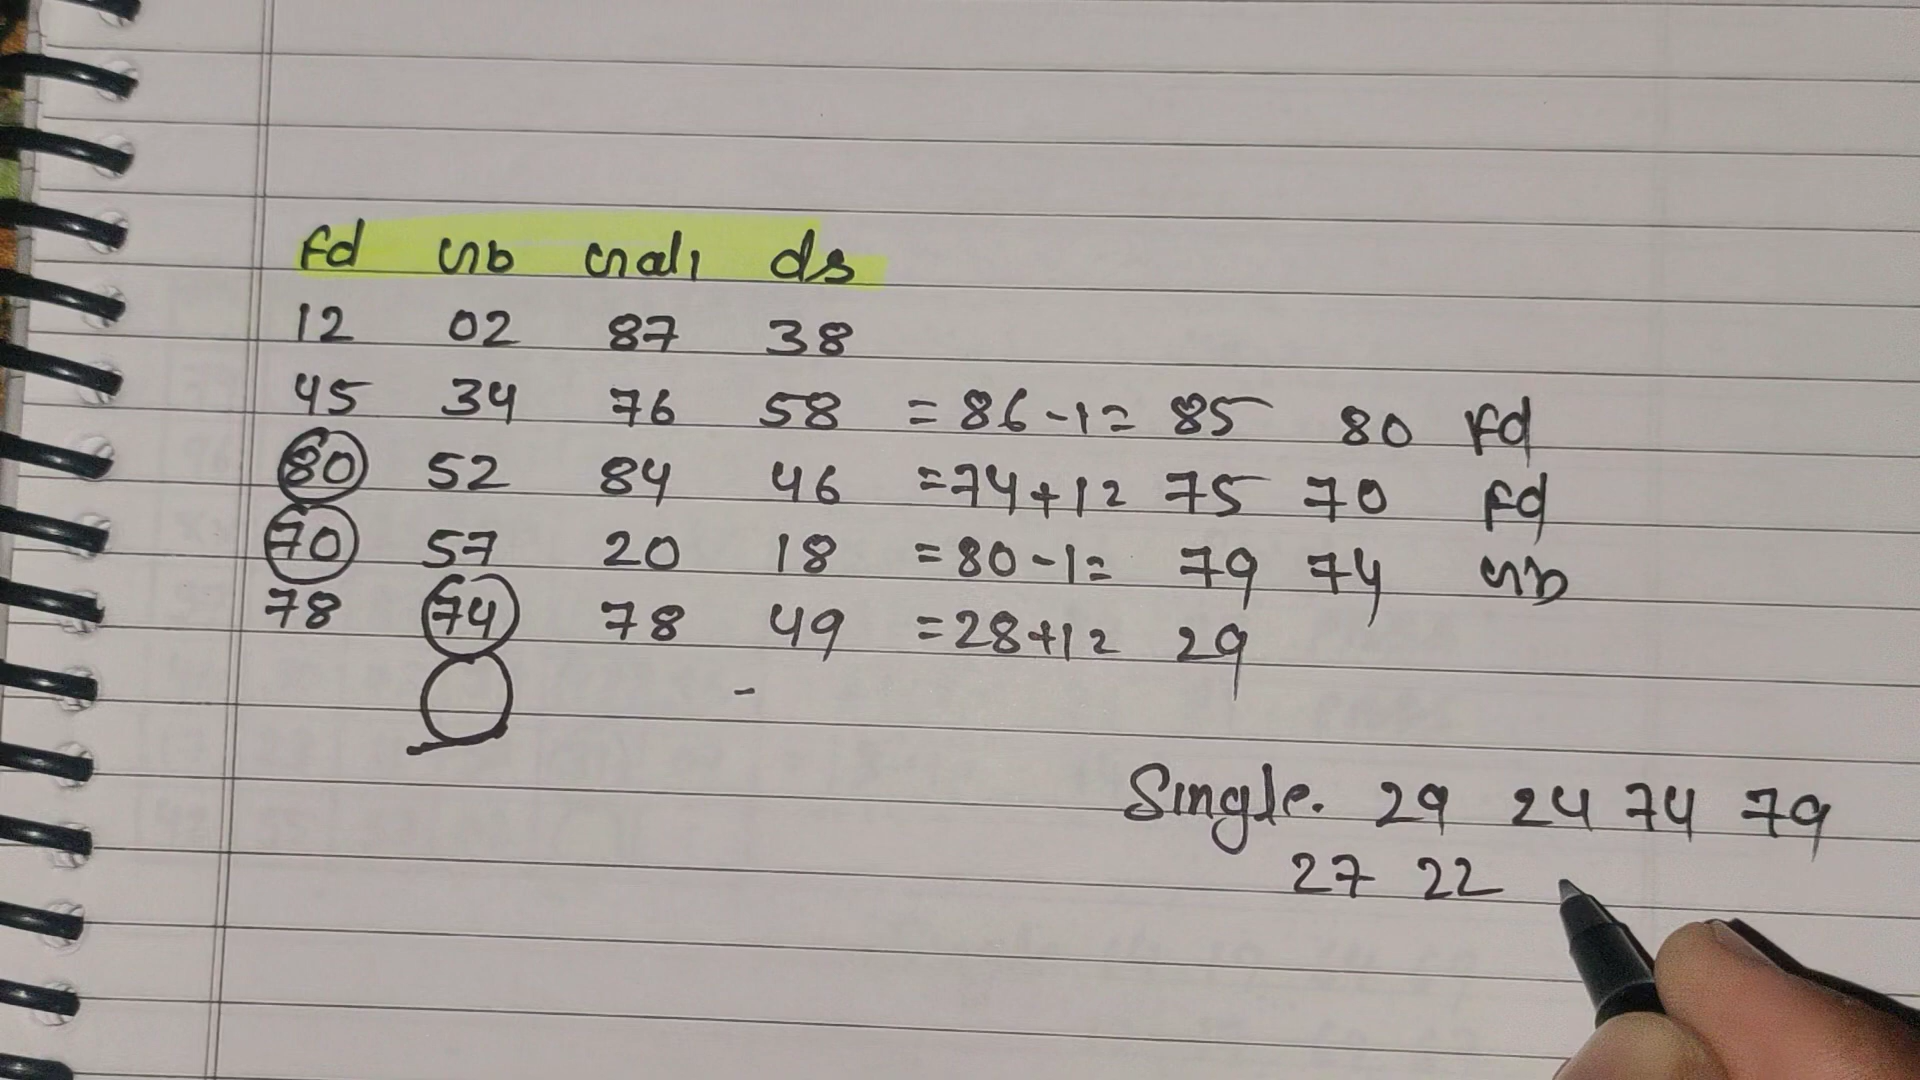 fd gb gali ds
12 02 87 38
45 34 76 58 = 86 - 1 = 85 80 fd
80 52 84 46 = 74 + 1 = 75 70 fd
70 57 20 18 = 80 - 1 = 79 74 gb
78 74 78 49 = 28 + 1 = 29
-
Single. 29 24 74 79
27 22